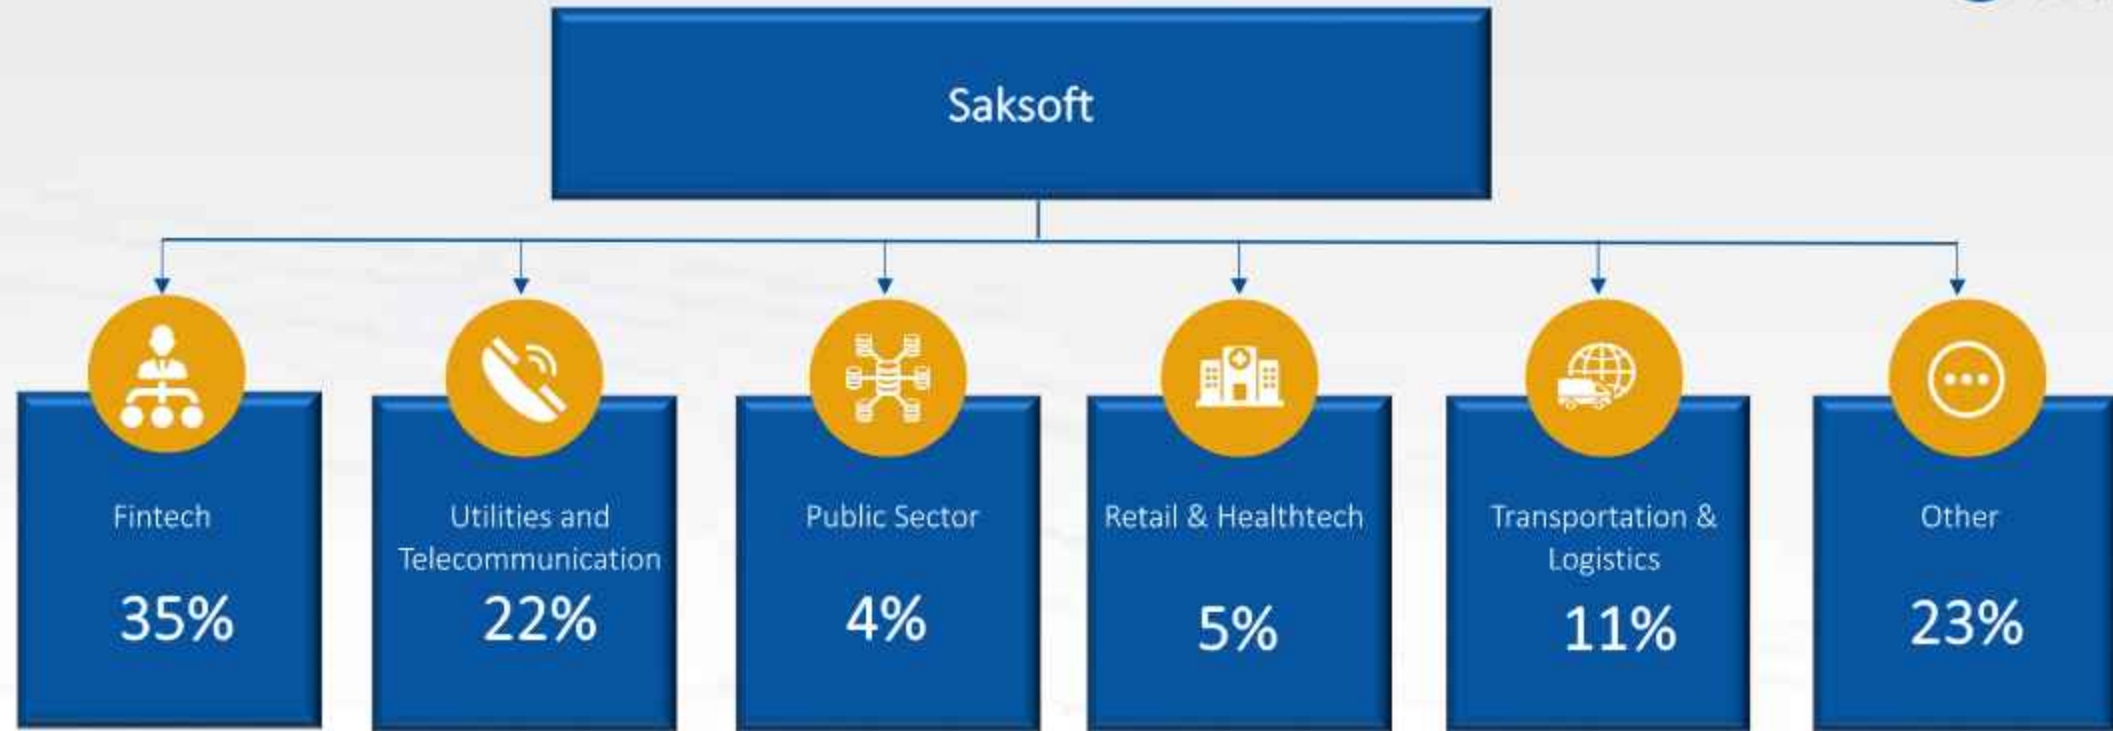 Saksoft
Fintech
35%
Utilities and
Telecommunication
22%
Public Sector
4%
Retail & Healthtech
5%
Transportation &
Logistics
11%
Other
23%